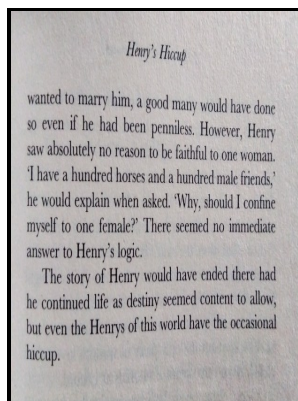 Henry's Hiccup
wanted to marry him, a good many would have done
so even if he had been penniless. However, Henry
saw absolutely no reason to be faithful to one woman.
'I have a hundred horses and a hundred male friends,'
he would explain when asked. 'Why, should I confine
myself to one female?' There seemed no immediate
answer to Henry's logic.
The story of Henry would have ended there had
he continued life as destiny seemed content to allow,
but even the Henrys of this world have the occasional
hiccup.